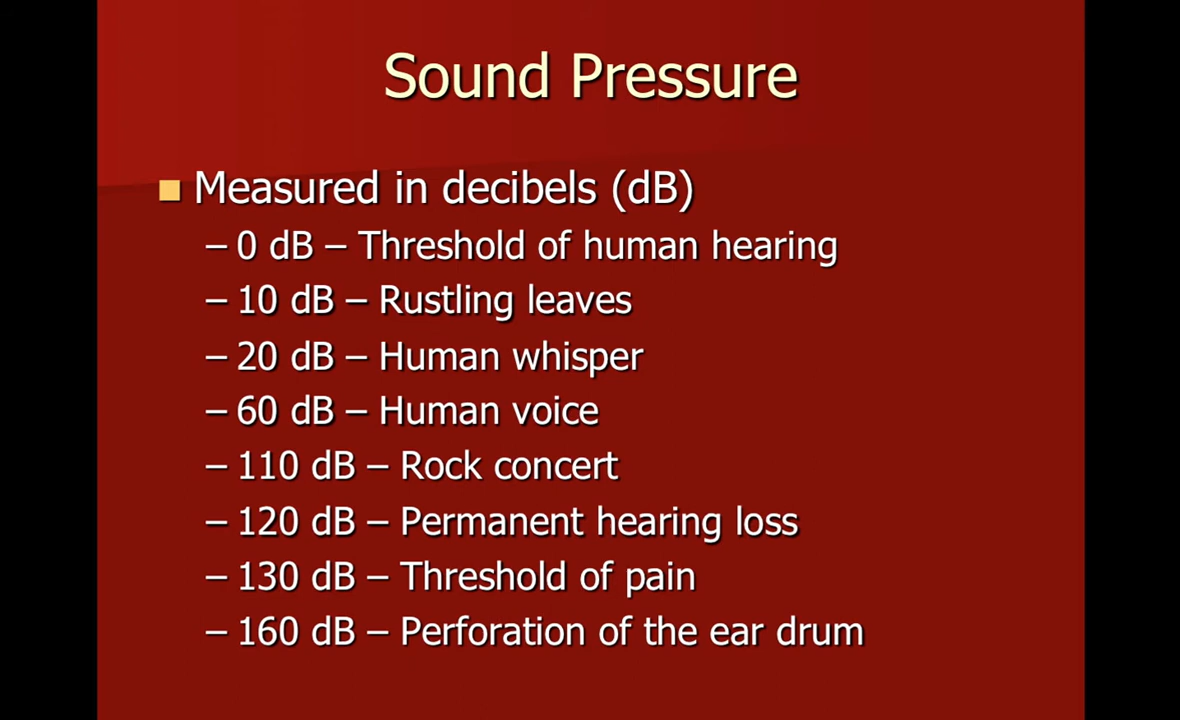 Sound Pressure
Measured in decibels (dB)
– 0 dB – Threshold of human hearing
– 10 dB – Rustling leaves
– 20 dB – Human whisper
– 60 dB – Human voice
– 110 dB – Rock concert
– 120 dB – Permanent hearing loss
– 130 dB – Threshold of pain
– 160 dB – Perforation of the ear drum